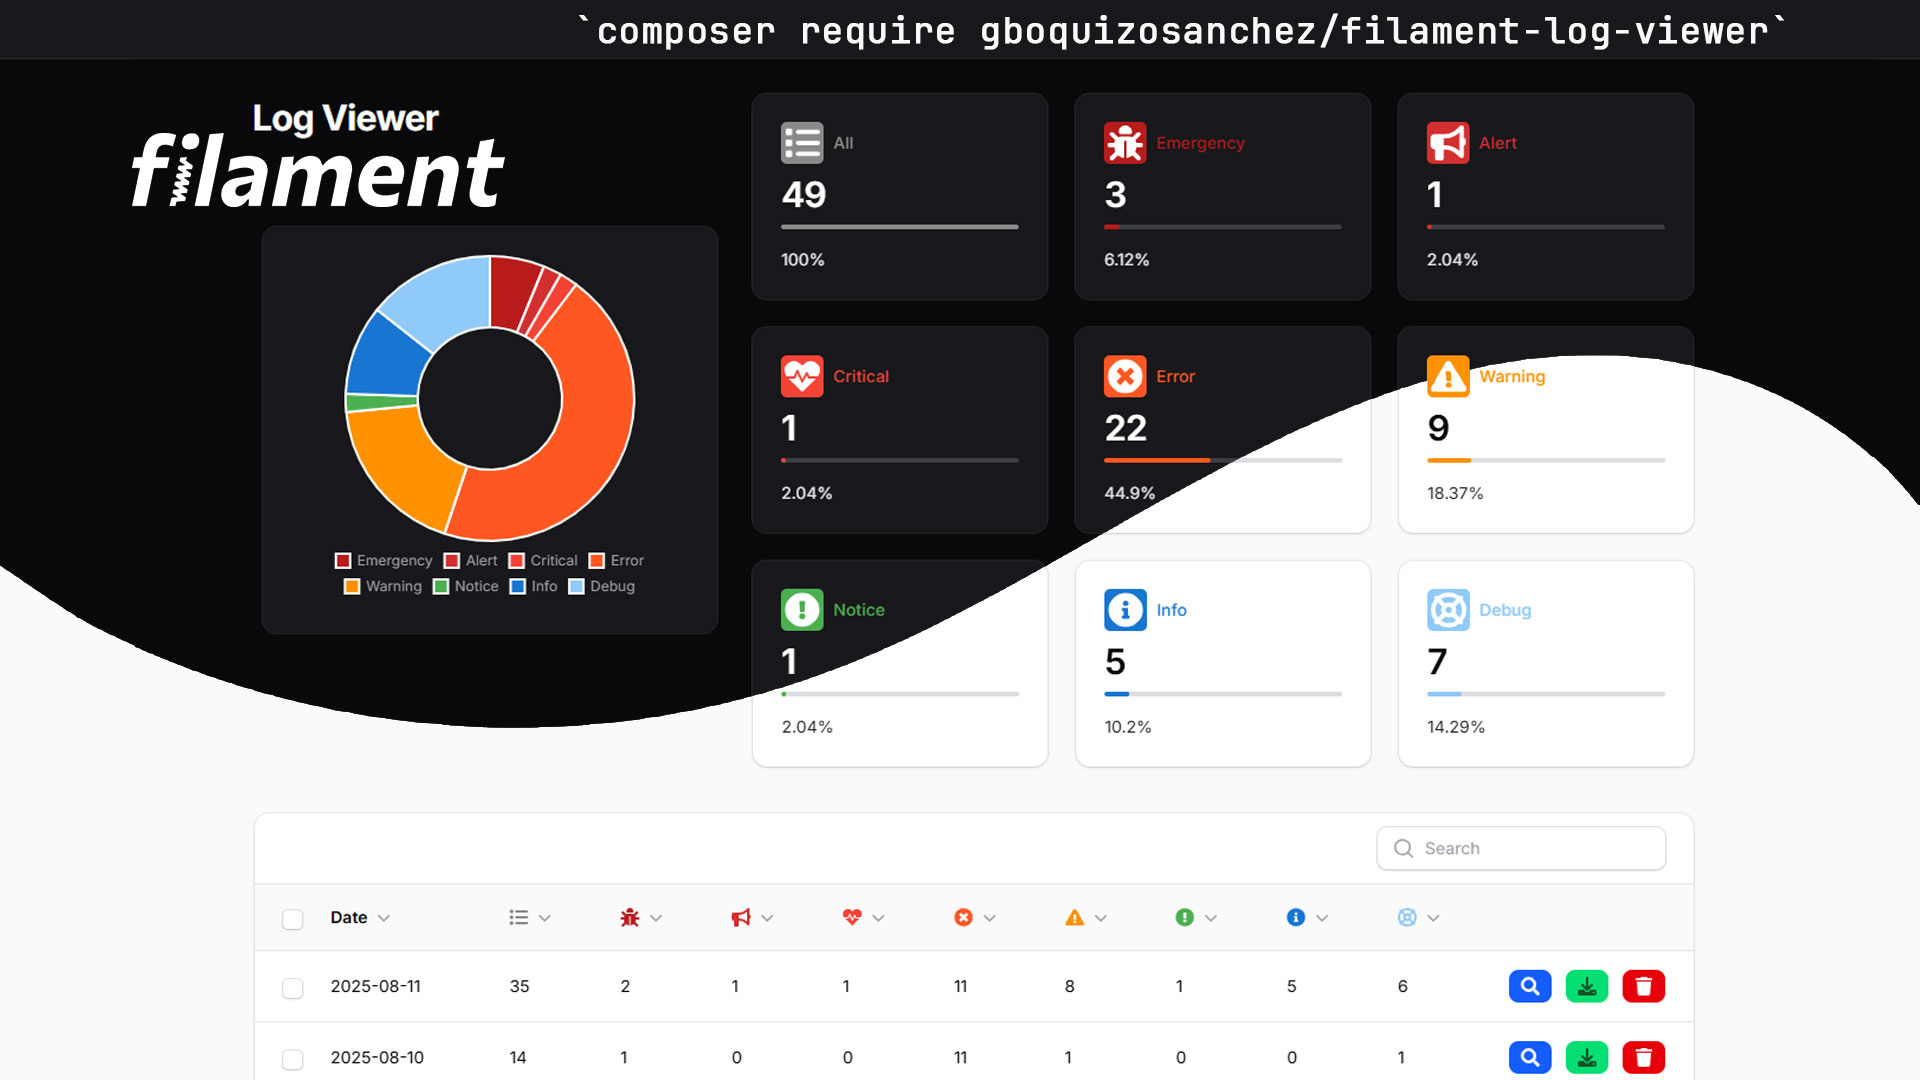 `composer require gboquizosanchez/filament-log-viewer`
Log Viewer
filament
Emergency Alert Critical Error
Warning Notice Info Debug
All
49
100%
Emergency
3
6.12%
Alert
1
2.04%
Critical
1
2.04%
Error
22
44.9%
Warning
9
18.37%
Notice
1
2.04%
Info
5
10.2%
Debug
7
14.29%
Search
Date
2025-08-11 35 2 1 1 11 8 1 5 6
2025-08-10 14 1 0 0 11 1 0 0 1